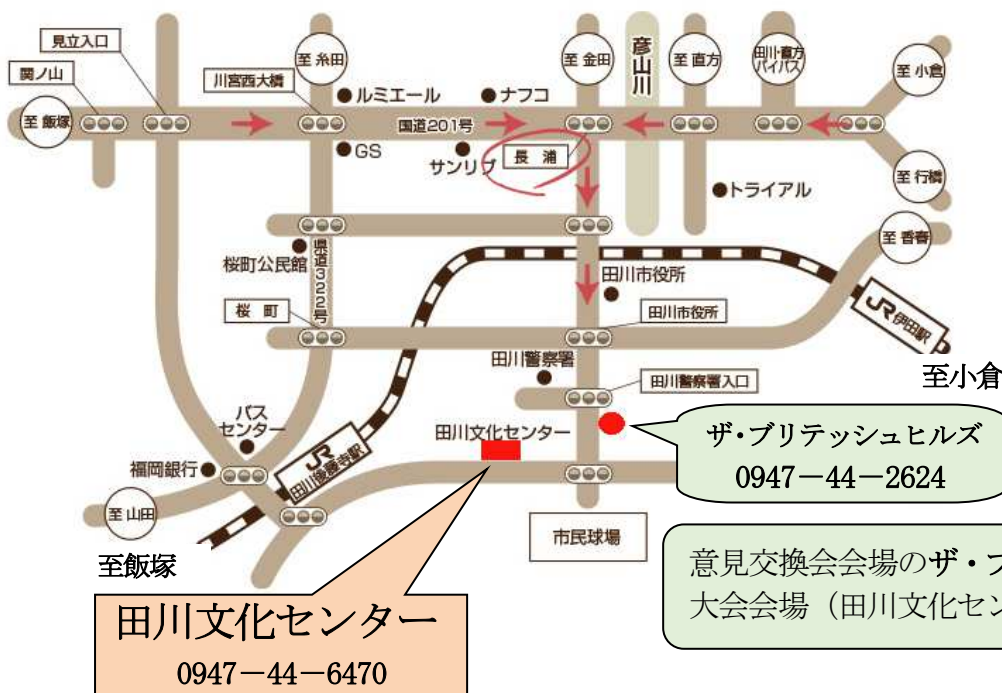 見立入口
関ノ山
至 飯塚
川宮西大橋
至 糸田
ルミエール
ナフコ
国道201号
GS
サンリブ
長 浦
至 金田
彦山川
至 直方
田川・直方
バイパス
至 小倉
至 行橋
トライアル
至 香春
桜町公民館
県道322号
桜 町
田川市役所
田川市役所
JR 伊田駅
至小倉
田川警察署
田川警察署入口
バス
センター
福岡銀行
JR
田川後藤寺駅
至 山田
至飯塚
田川文化センター
市民球場
ザ・ブリテッシュヒルズ
0947－44－2624
意見交換会会場のザ・ブ
大会会場（田川文化セン
田川文化センター
0947－44－6470